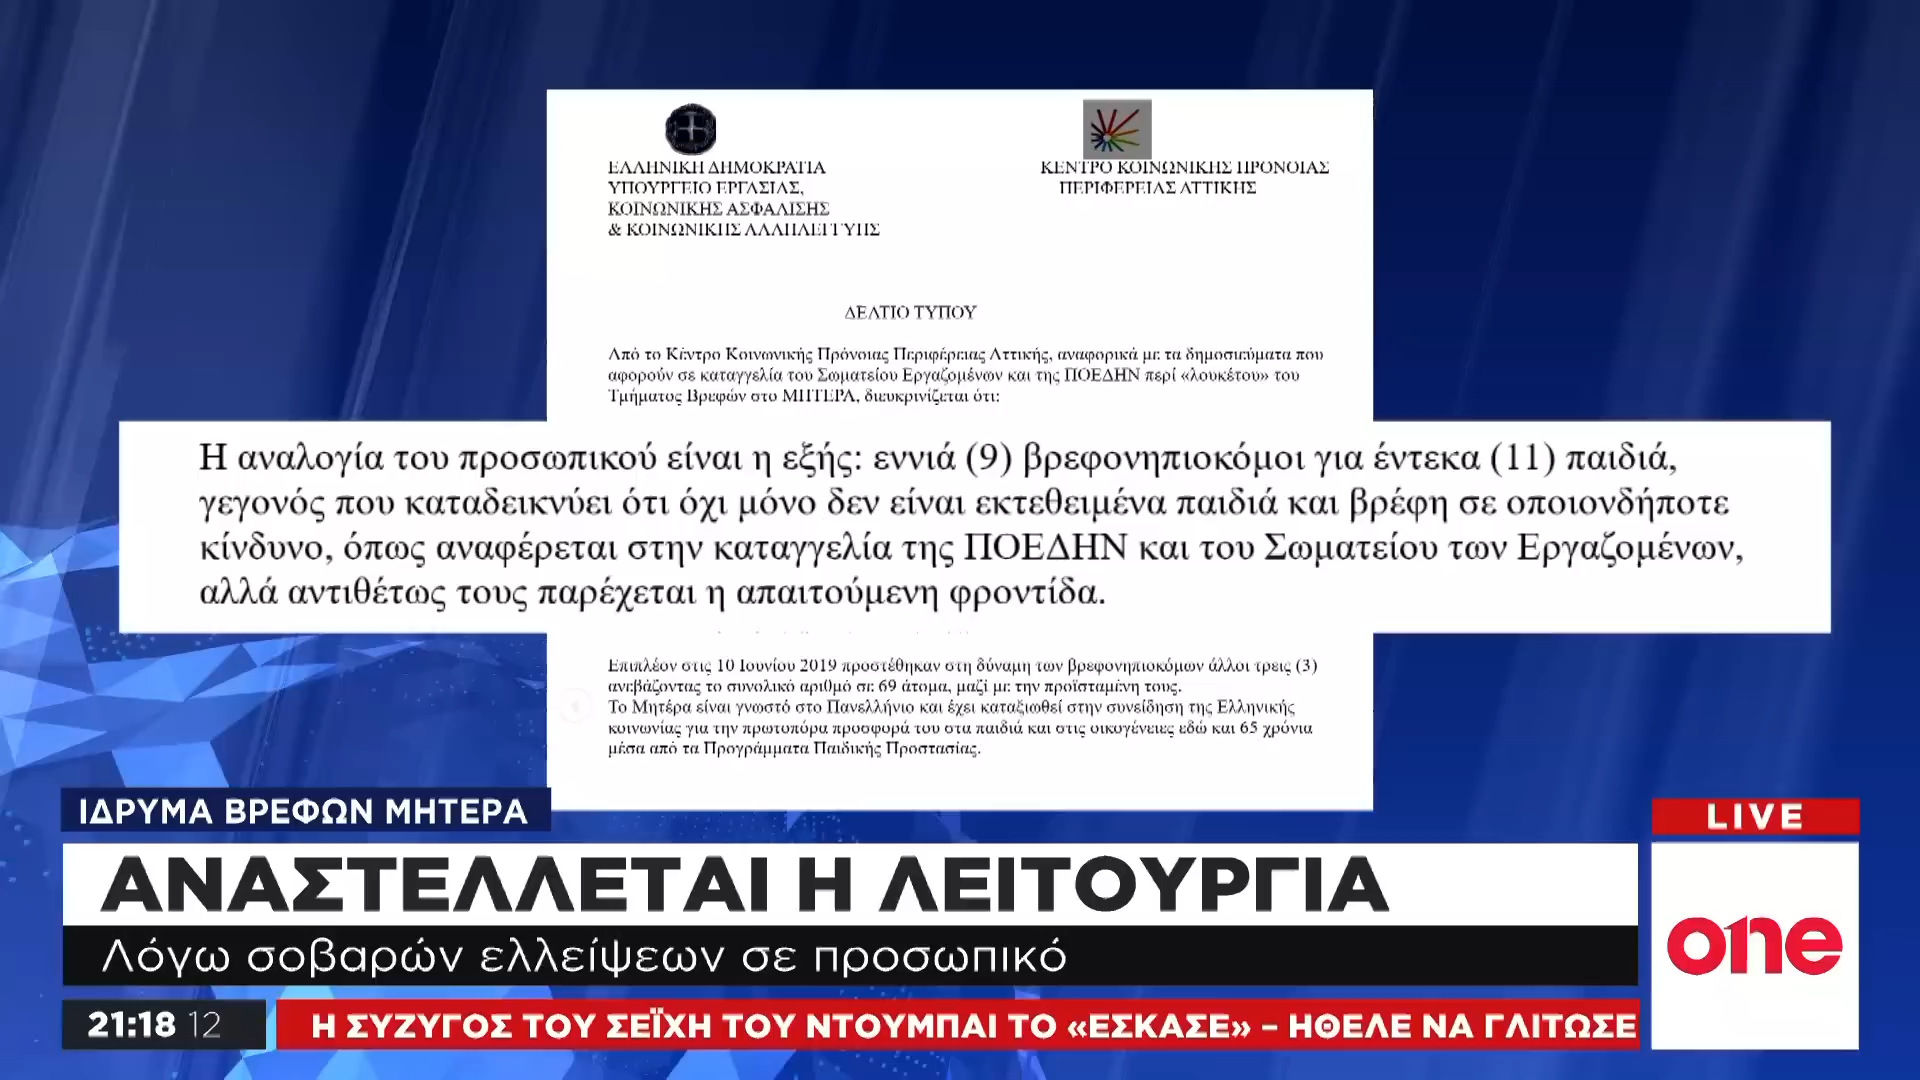 ΕΛΛΗΝΙΚΗ ΔΗΜΟΚΡΑΤΙΑ
ΥΠΟΥΡΓΕΙΟ ΕΡΓΑΣΙΑΣ,
ΚΟΙΝΩΝΙΚΗΣ ΑΣΦΑΛΙΣΗΣ
& ΚΟΙΝΩΝΙΚΗΣ ΑΛΛΗΛΕΓΓΥΗΣ
ΚΕΝΤΡΟ ΚΟΙΝΩΝΙΚΗΣ ΠΡΟΝΟΙΑΣ
ΠΕΡΙΦΕΡΕΙΑΣ ΑΤΤΙΚΗΣ
ΔΕΛΤΙΟ ΤΥΠΟΥ
Από το Κέντρο Κοινωνικής Πρόνοιας Περιφέρειας Αττικής, αναφορικά με τα δημοσιεύματα που
αφορούν σε καταγγελία του Σωματείου Εργαζομένων και της ΠΟΕΔΗΝ περί «λουκέτου» του
Τμήματος Βρεφών στο ΜΗΤΕΡΑ, διευκρινίζεται ότι:
Η αναλογία του προσωπικού είναι η εξής: εννιά (9) βρεφονηπιοκόμοι για έντεκα (11) παιδιά,
γεγονός που καταδεικνύει ότι όχι μόνο δεν είναι εκτεθειμένα παιδιά και βρέφη σε οποιονδήποτε
κίνδυνο, όπως αναφέρεται στην καταγγελία της ΠΟΕΔΗΝ και του Σωματείου των Εργαζομένων,
αλλά αντιθέτως τους παρέχεται η απαιτούμενη φροντίδα.
Επιπλέον στις 10 Ιουνίου 2019 προστέθηκαν στη δύναμη των βρεφονηπιοκόμων άλλοι τρεις (3)
ανεβάζοντας το συνολικό αριθμό σε 69 άτομα, μαζί με την προϊσταμένη τους.
Το Μητέρα είναι γνωστό στο Πανελλήνιο και έχει καταξιωθεί στην συνείδηση της Ελληνικής
κοινωνίας για την πρωτοπόρα προσφορά του στα παιδιά και στις οικογένειες εδώ και 65 χρόνια
μέσα από τα Προγράμματα Παιδικής Προστασίας.
ΙΔΡΥΜΑ ΒΡΕΦΩΝ ΜΗΤΕΡΑ
ΑΝΑΣΤΕΛΛΕΤΑΙ Η ΛΕΙΤΟΥΡΓΙΑ
Λόγω σοβαρών ελλείψεων σε προσωπικό
LIVE
one
21:18 12
Η ΣΥΖΥΓΟΣ ΤΟΥ ΣΕΪΧΗ ΤΟΥ ΝΤΟΥΜΠΑΙ ΤΟ «ΕΣΚΑΣΕ» – ΗΘΕΛΕ ΝΑ ΓΛΙΤΩΣΕ